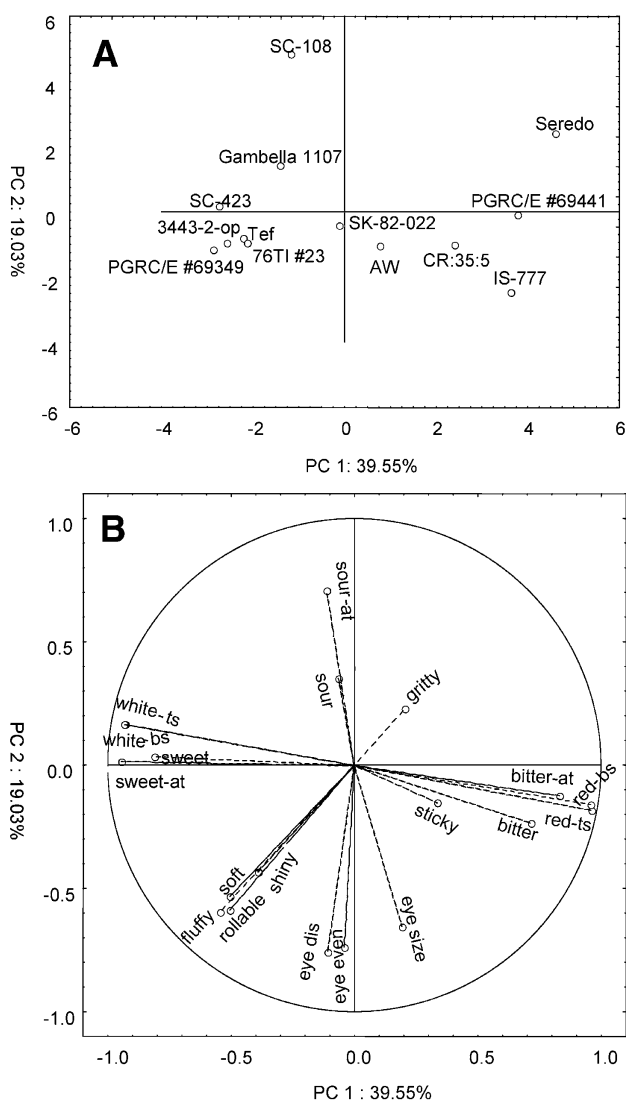 A
6
4
2
0
-2
-4
-6
PC 2: 19.03%
SC-108
Seredo
Gambella 1107
SC-423
PGRC/E #69441
3443-2-op
Tef
SK-82-022
76TI #23
PGRC/E #69349
AW
CR:35:5
IS-777
-6 -4 -2 0 2 4 6
PC 1: 39.55%
B
1.0
0.5
0.0
-0.5
-1.0
PC 2 : 19.03%
sour-at
sour
gritty
white-ts
white-bs
sweet
sweet-at
bitter-at
red-bs
red-ts
sticky
bitter
soft
shiny
fluffy
rollable
eye dis
eye even
eye size
-1.0 -0.5 0.0 0.5 1.0
PC 1 : 39.55%